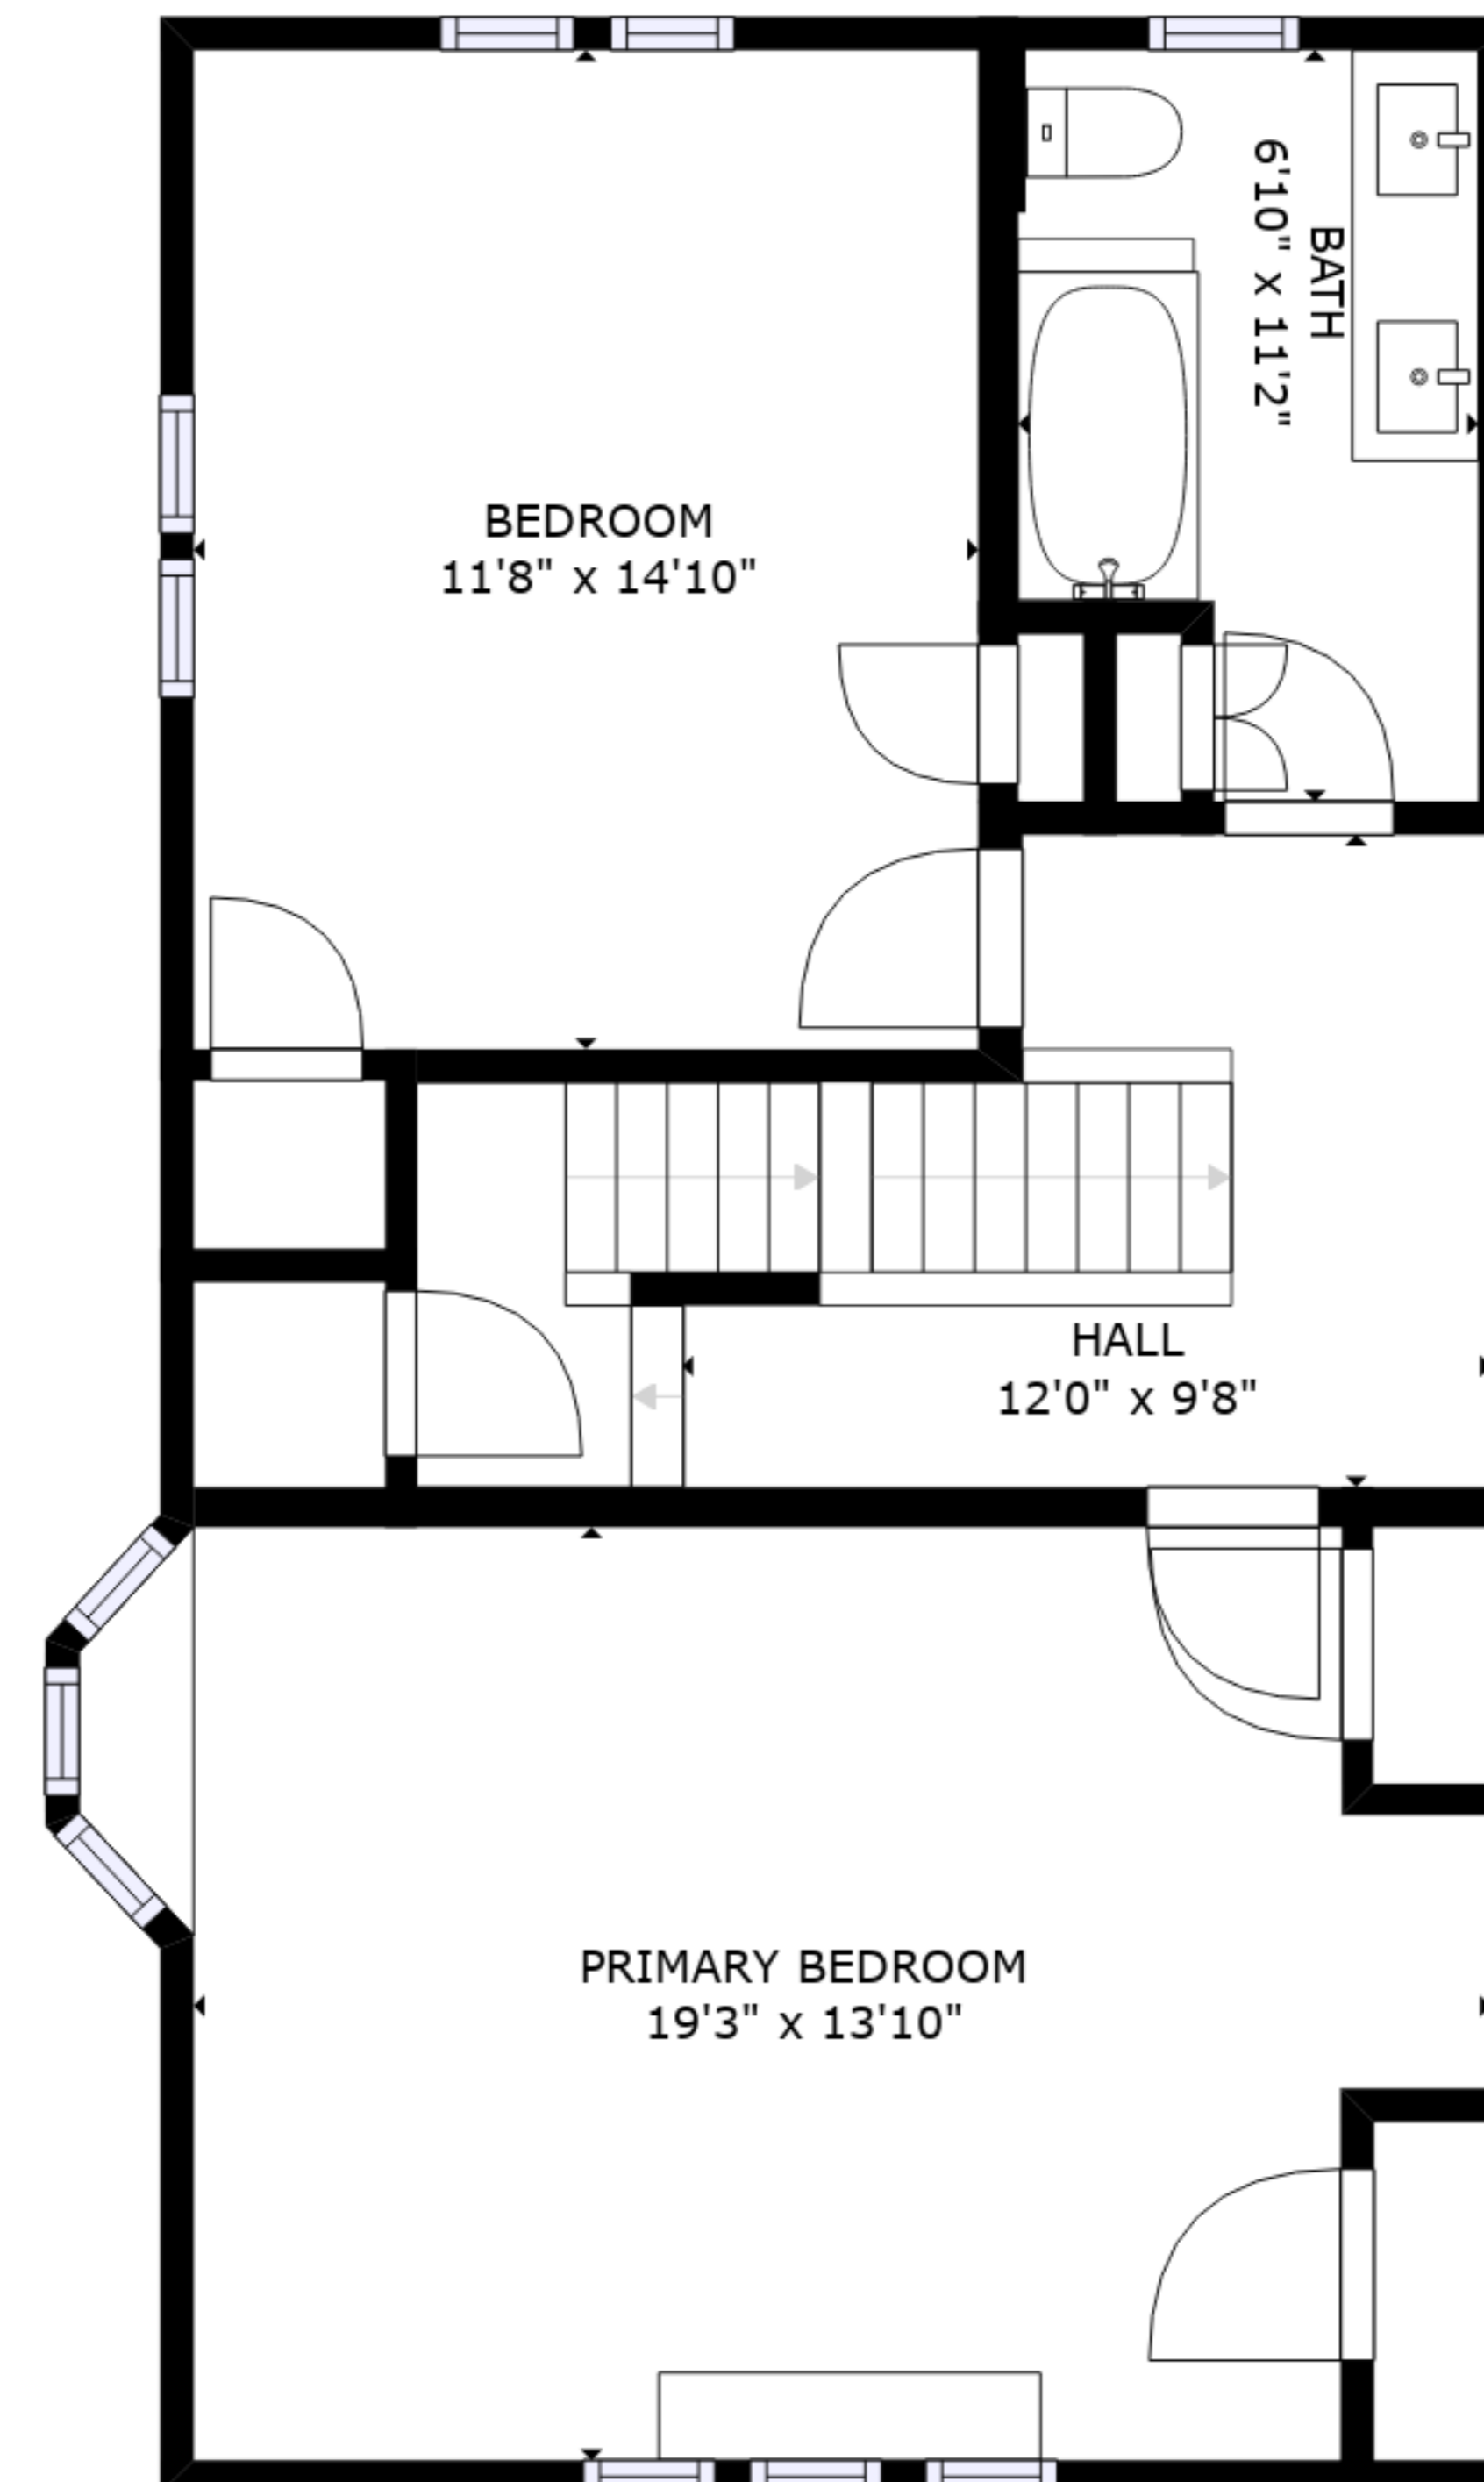 BATH
6'10" x 11'2"
BEDROOM
11'8" x 14'10"
HALL
12'0" x 9'8"
PRIMARY BEDROOM
19'3" x 13'10"